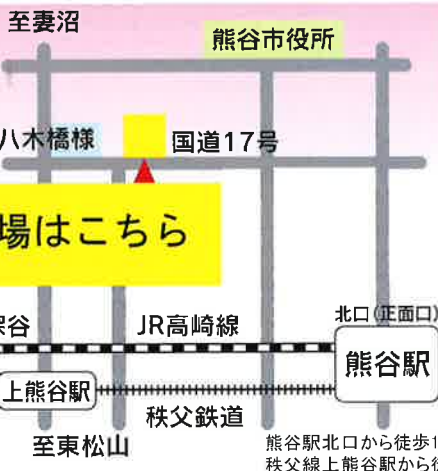 至妻沼
熊谷市役所
八木橋様
国道17号
場はこちら
北口(正面口)
深谷
JR高崎線
熊谷駅
上熊谷駅
秩父鉄道
至東松山
熊谷駅北口から徒歩1
秩父線上熊谷駅から徒